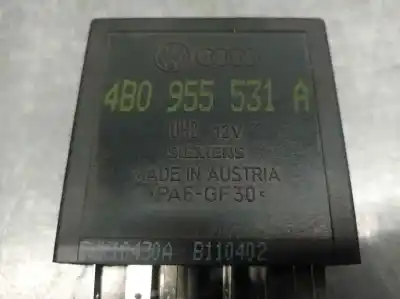 4B0 955 531 A
12V
SIEMENS
MADE IN AUSTRIA
>PA6-GF30<
B110402